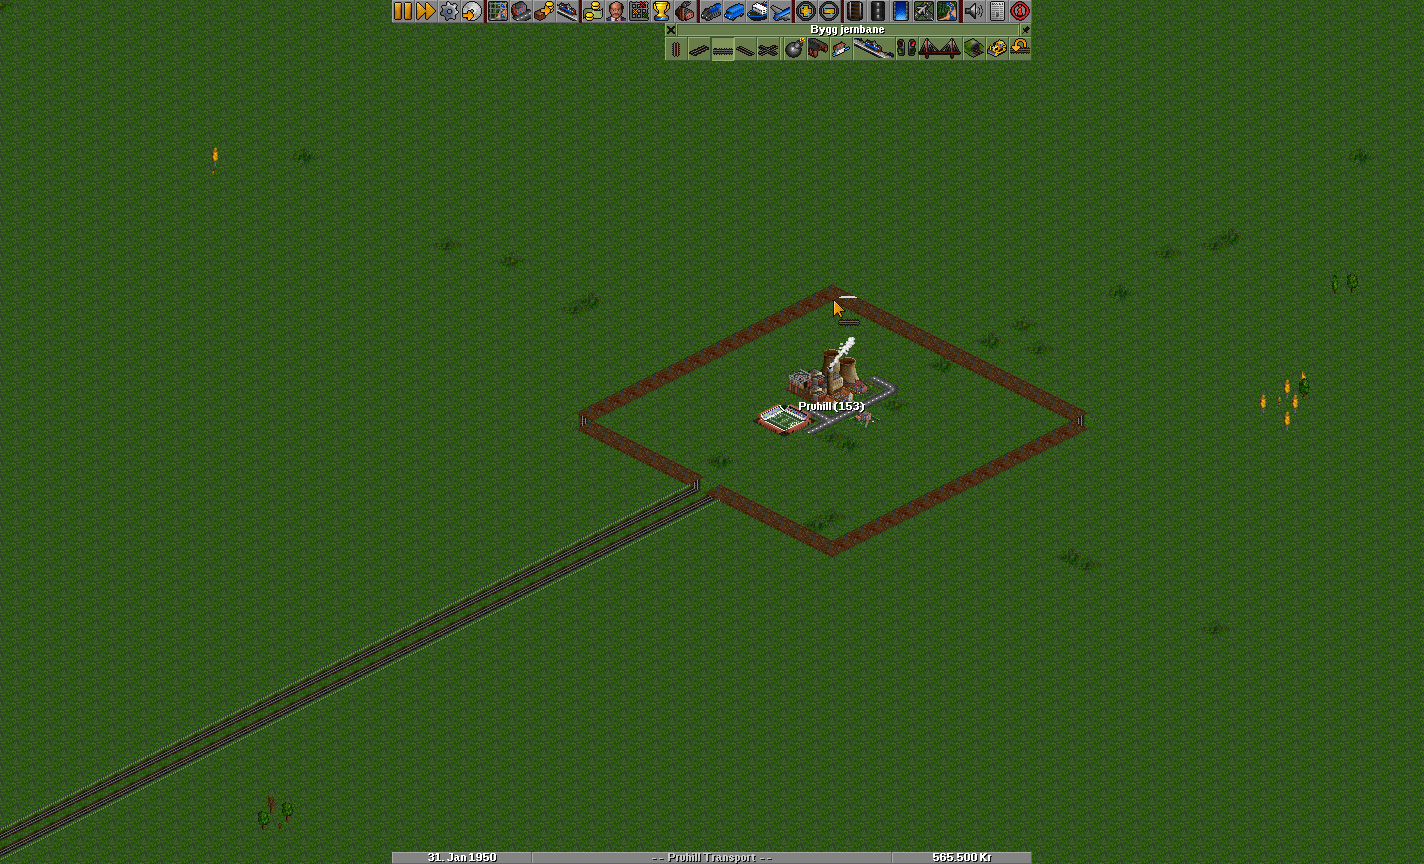 Bygg jernbane
Pruhill (153)
31. Jan 1950
-- Pruhill Transport --
565.500 Kr